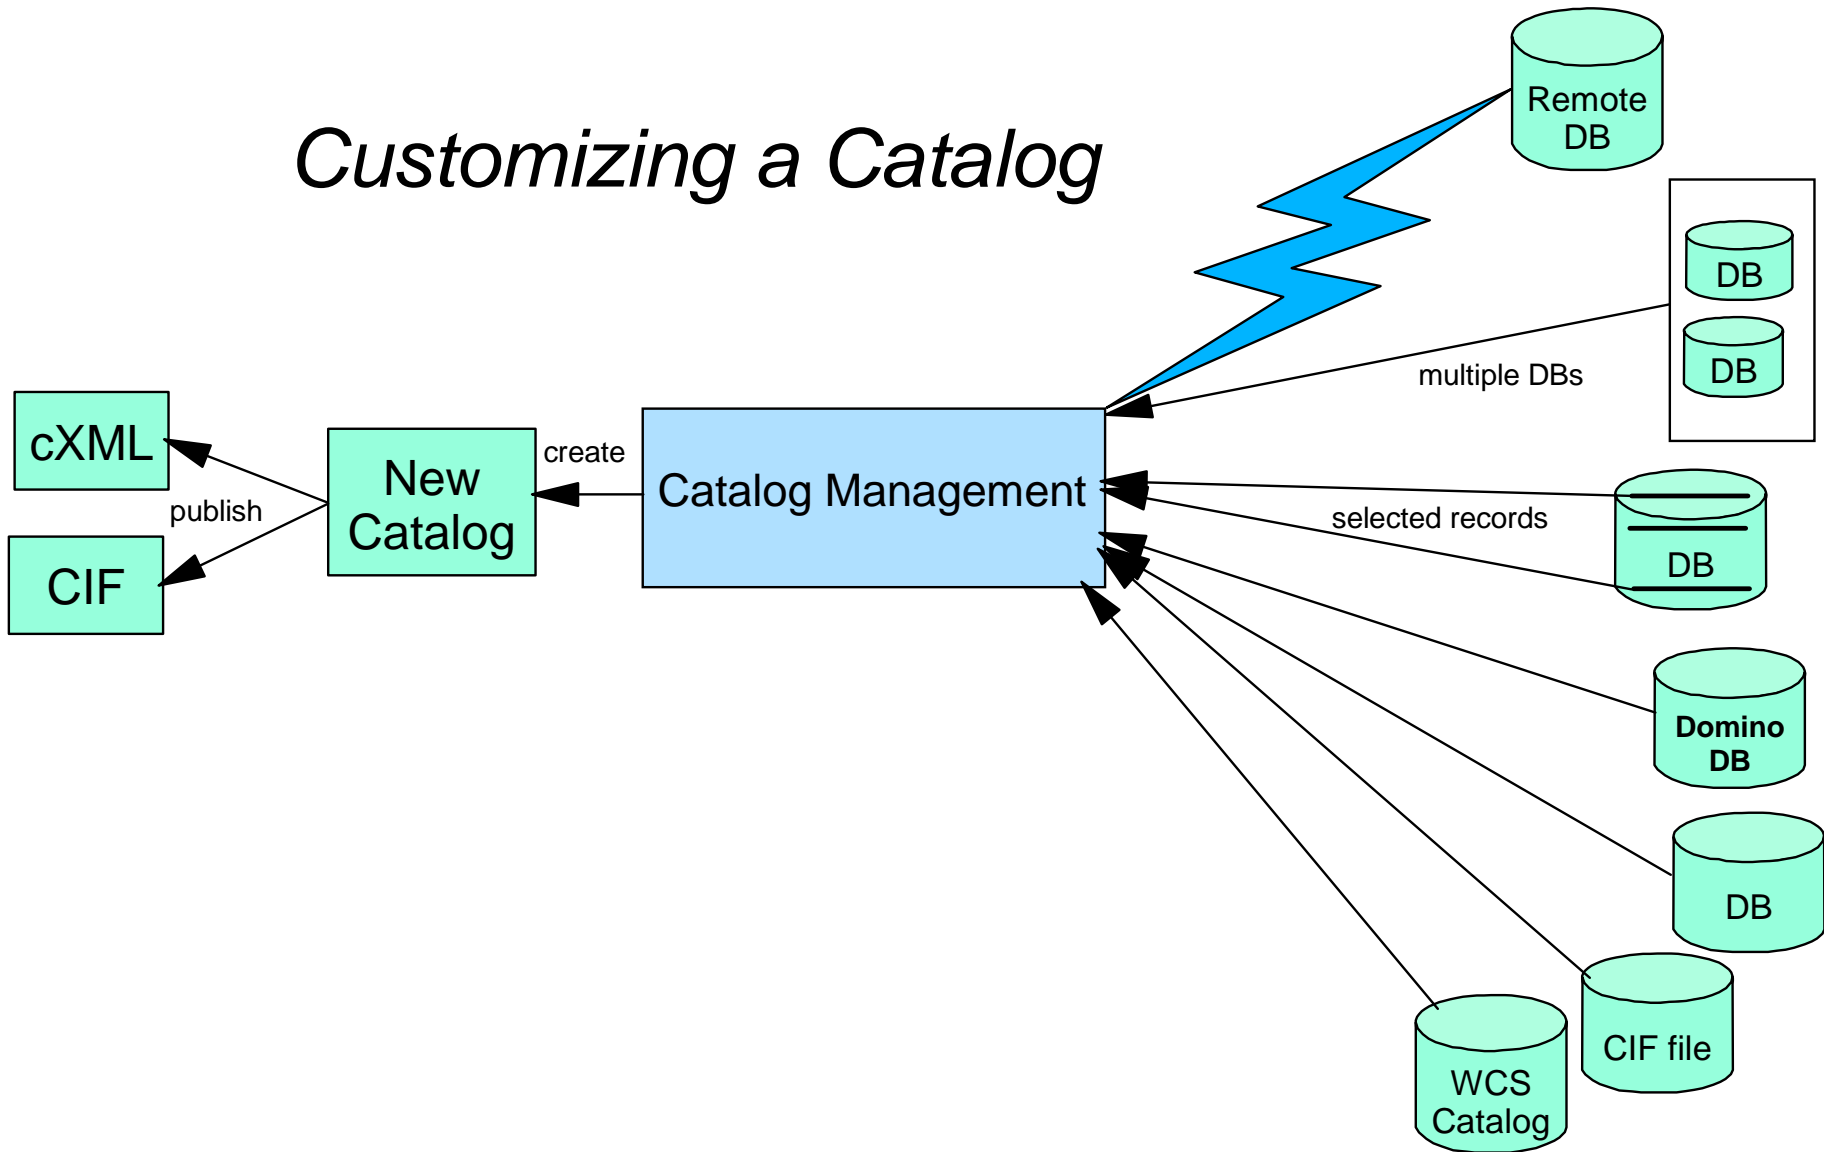 Customizing a Catalog
Remote
DB
DB
DB
multiple DBs
cXML
publish
CIF
New
Catalog
create
Catalog Management
selected records
DB
Domino
DB
DB
CIF file
WCS
Catalog